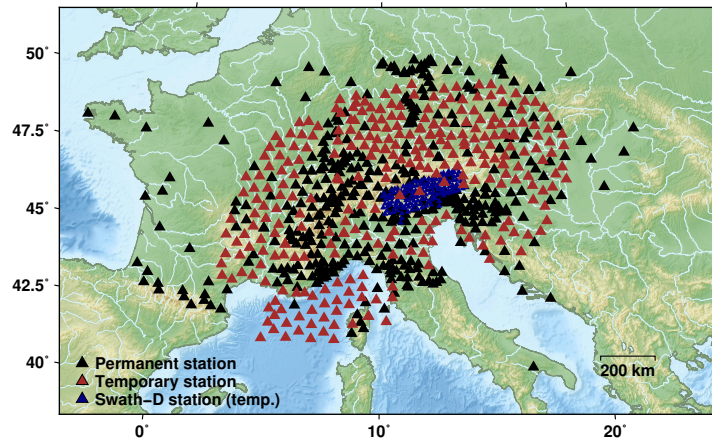 50˚
47.5˚
45˚
42.5˚
40˚
Permanent station
Temporary station
Swath−D station (temp.)
200 km
0˚
10˚
20˚